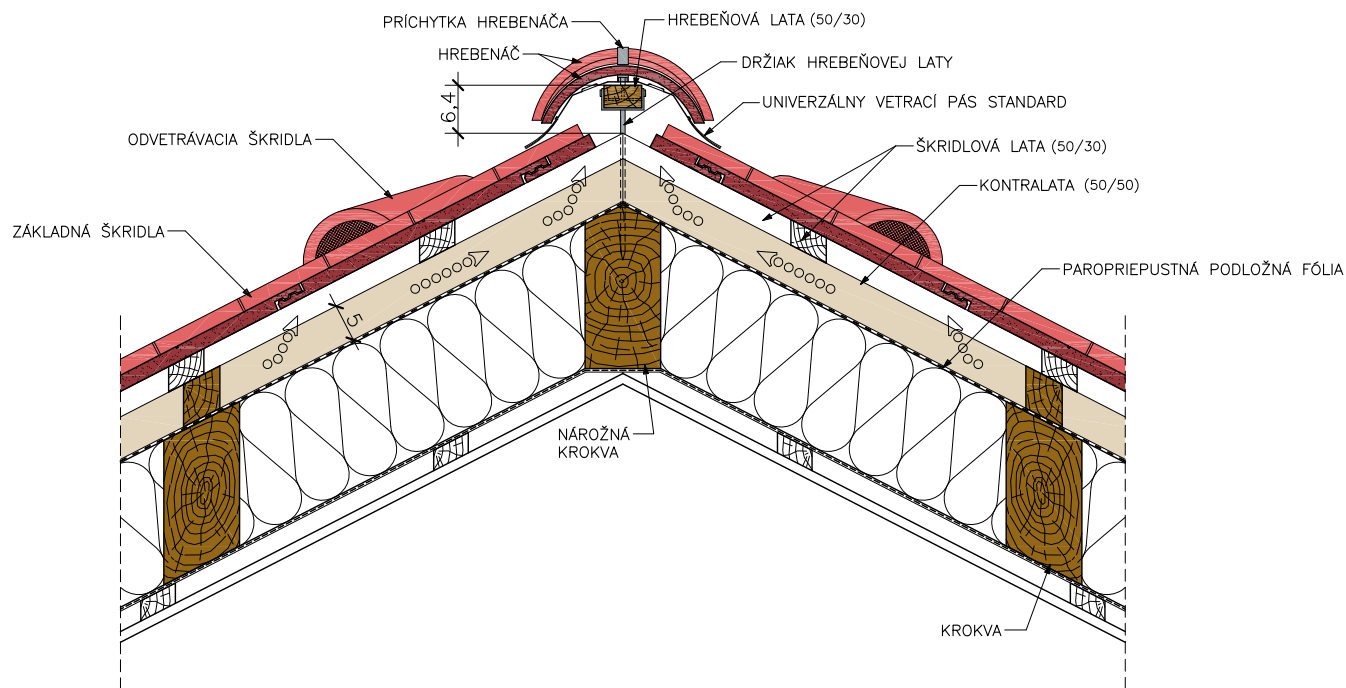 PRÍCHYTKA HREBENÁČA
HREBEŇOVÁ LATA (50/30)
HREBENÁČ
DRŽIAK HREBEŇOVEJ LATY
6,4
UNIVERZÁLNY VETRACÍ PÁS STANDARD
ODVETRÁVACIA ŠKRIDLA
ŠKRIDLOVÁ LATA (50/30)
KONTRALATA (50/50)
ZÁKLADNÁ ŠKRIDLA
PAROPRIEPUSTNÁ PODLOŽNÁ FÓLIA
5
NÁROŽNÁ
KROKVA
KROKVA